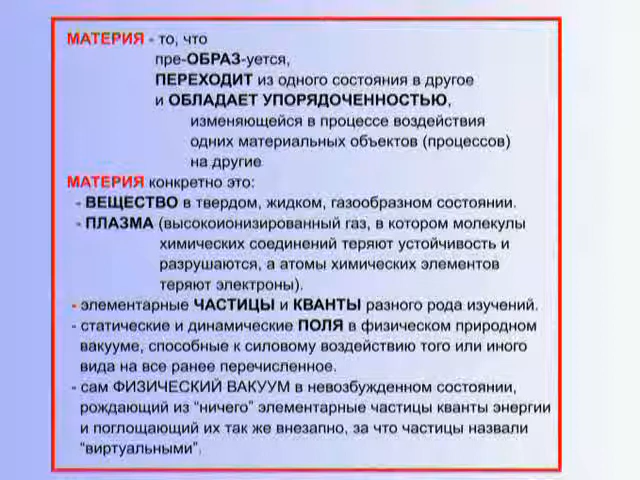 МАТЕРИЯ - то, что
пре-ОБРАЗ-уется,
ПЕРЕХОДИТ из одного состояния в другое
и ОБЛАДАЕТ УПОРЯДОЧЕННОСТЬЮ,
изменяющейся в процессе воздействия
одних материальных объектов (процессов)
на другие
МАТЕРИЯ конкретно это:
- ВЕЩЕСТВО в твердом, жидком, газообразном состоянии.
- ПЛАЗМА (высокоионизированный газ, в котором молекулы
химических соединений теряют устойчивость и
разрушаются, а атомы химических элементов
теряют электроны).
- элементарные ЧАСТИЦЫ и КВАНТЫ разного рода изучений.
- статические и динамические ПОЛЯ в физическом природном
вакууме, способные к силовому воздействию того или иного
вида на все ранее перечисленное.
- сам ФИЗИЧЕСКИЙ ВАКУУМ в невозбужденном состоянии,
рождающий из “ничего” элементарные частицы кванты энергии
и поглощающий их так же внезапно, за что частицы назвали
“виртуальными”.